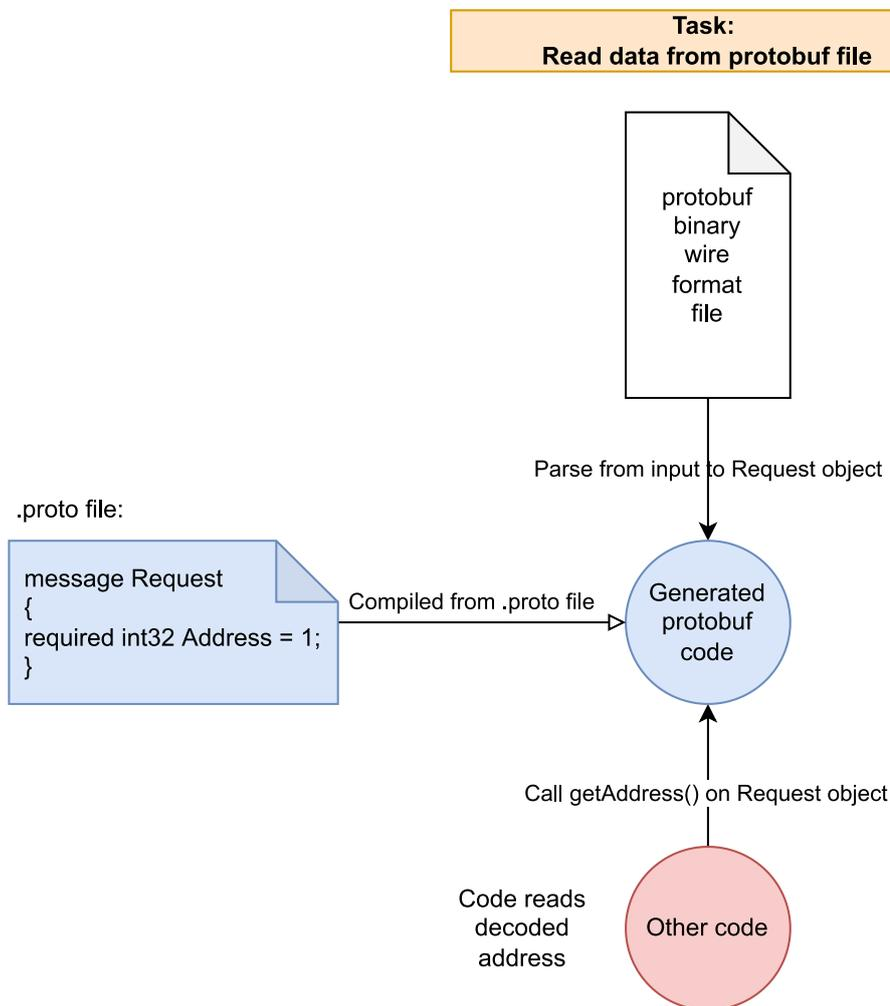 Task:
Read data from protobuf file
protobuf
binary
wire
format
file
Parse from input to Request object
.proto file:
message Request
{
required int32 Address = 1;
}
Compiled from .proto file
Generated
protobuf
code
Call getAddress() on Request object
Code reads
decoded
address
Other code